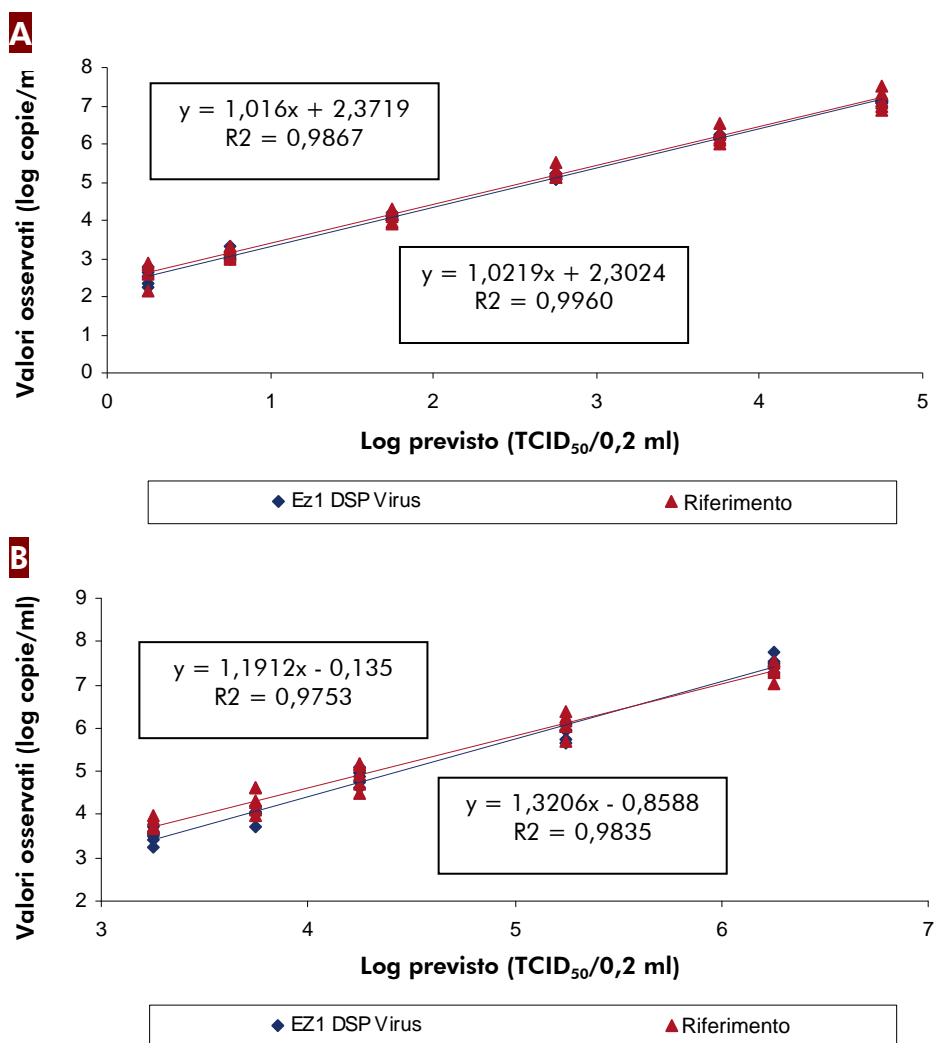 A
Valori osservati (log copie/m
8
7
6
5
4
3
2
1
0
y = 1,016x + 2,3719
R2 = 0,9867
y = 1,0219x + 2,3024
R2 = 0,9960
0 1 2 3 4 5
Log previsto (TCID₅₀/0,2 ml)
Ez1 DSP Virus Riferimento
B
Valori osservati (log copie/ml)
9
8
7
6
5
4
3
2
y = 1,1912x - 0,135
R2 = 0,9753
y = 1,3206x - 0,8588
R2 = 0,9835
3 4 5 6 7
Log previsto (TCID₅₀/0,2 ml)
EZ1 DSP Virus Riferimento